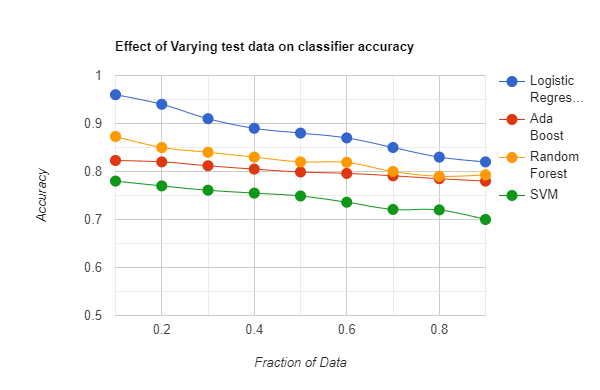 Effect of Varying test data on classifier accuracy
1
0.9
0.8
0.7
0.6
0.5
Accuracy
0.2
0.4
0.6
0.8
Fraction of Data
Logistic
Regres…
Ada
Boost
Random
Forest
SVM